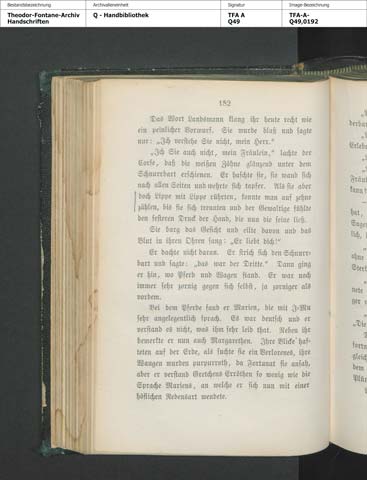 Bestandsbezeichnung
Archivalieneinheit
Signatur
Image-Bezeichnung
Theodor-Fontane-Archiv
Handschriften
Q - Handbibliothek
TFA A
Q49
TFA-A-
Q49,0192
152
Das Wort Landsmann klang ihr heute recht wie
ein peinlicher Vorwurf. Sie wurde blaß und sagte
nur: „Ich verstehe Sie nicht, mein Herr.“
„Ich Sie auch nicht, mein Fräulein,“ lachte der
Corse, daß die weißen Zähne glänzend unter dem
Schnurrbart erschienen. Er haschte sie, sie wand sich
nach allen Seiten und wehrte sich tapfer. Als sie aber
doch Lippe mit Lippe rührten, konnte man auf zehn
zählen, bis sie sich trennten und der Gewaltige fühlte
den festeren Druck der Hand, die nun die seine ließ.
Sie barg das Gesicht und eilte davon und das
Blut in ihren Ohren sang: „Er liebt dich!“
Er dachte nicht daran. Er strich sich den Schnurr-
bart und sagte: „das war der Dritte.“ Dann ging
er hin, wo Pferd und Wagen stand. Er war noch
immer sehr zornig gegen sich selbst, ja zorniger als
vordem.
Bei dem Pferde fand er Marien, die mit J-Mu
sehr angelegentlich sprach. Es war deutsch und er
verstand es nicht, was ihm sehr leid that. Neben ihr
bemerkte er nun auch Margarethen. Ihre Blicke haf-
teten auf der Erde, als suchte sie ein Verlorenes, ihre
Wangen wurden purpurroth, da Fortunat sie ansah,
aber er verstand Gretchens Erröthen so wenig wie die
Sprache Mariens, an welche er sich nun mit einer
höflichen Redensart wendete.